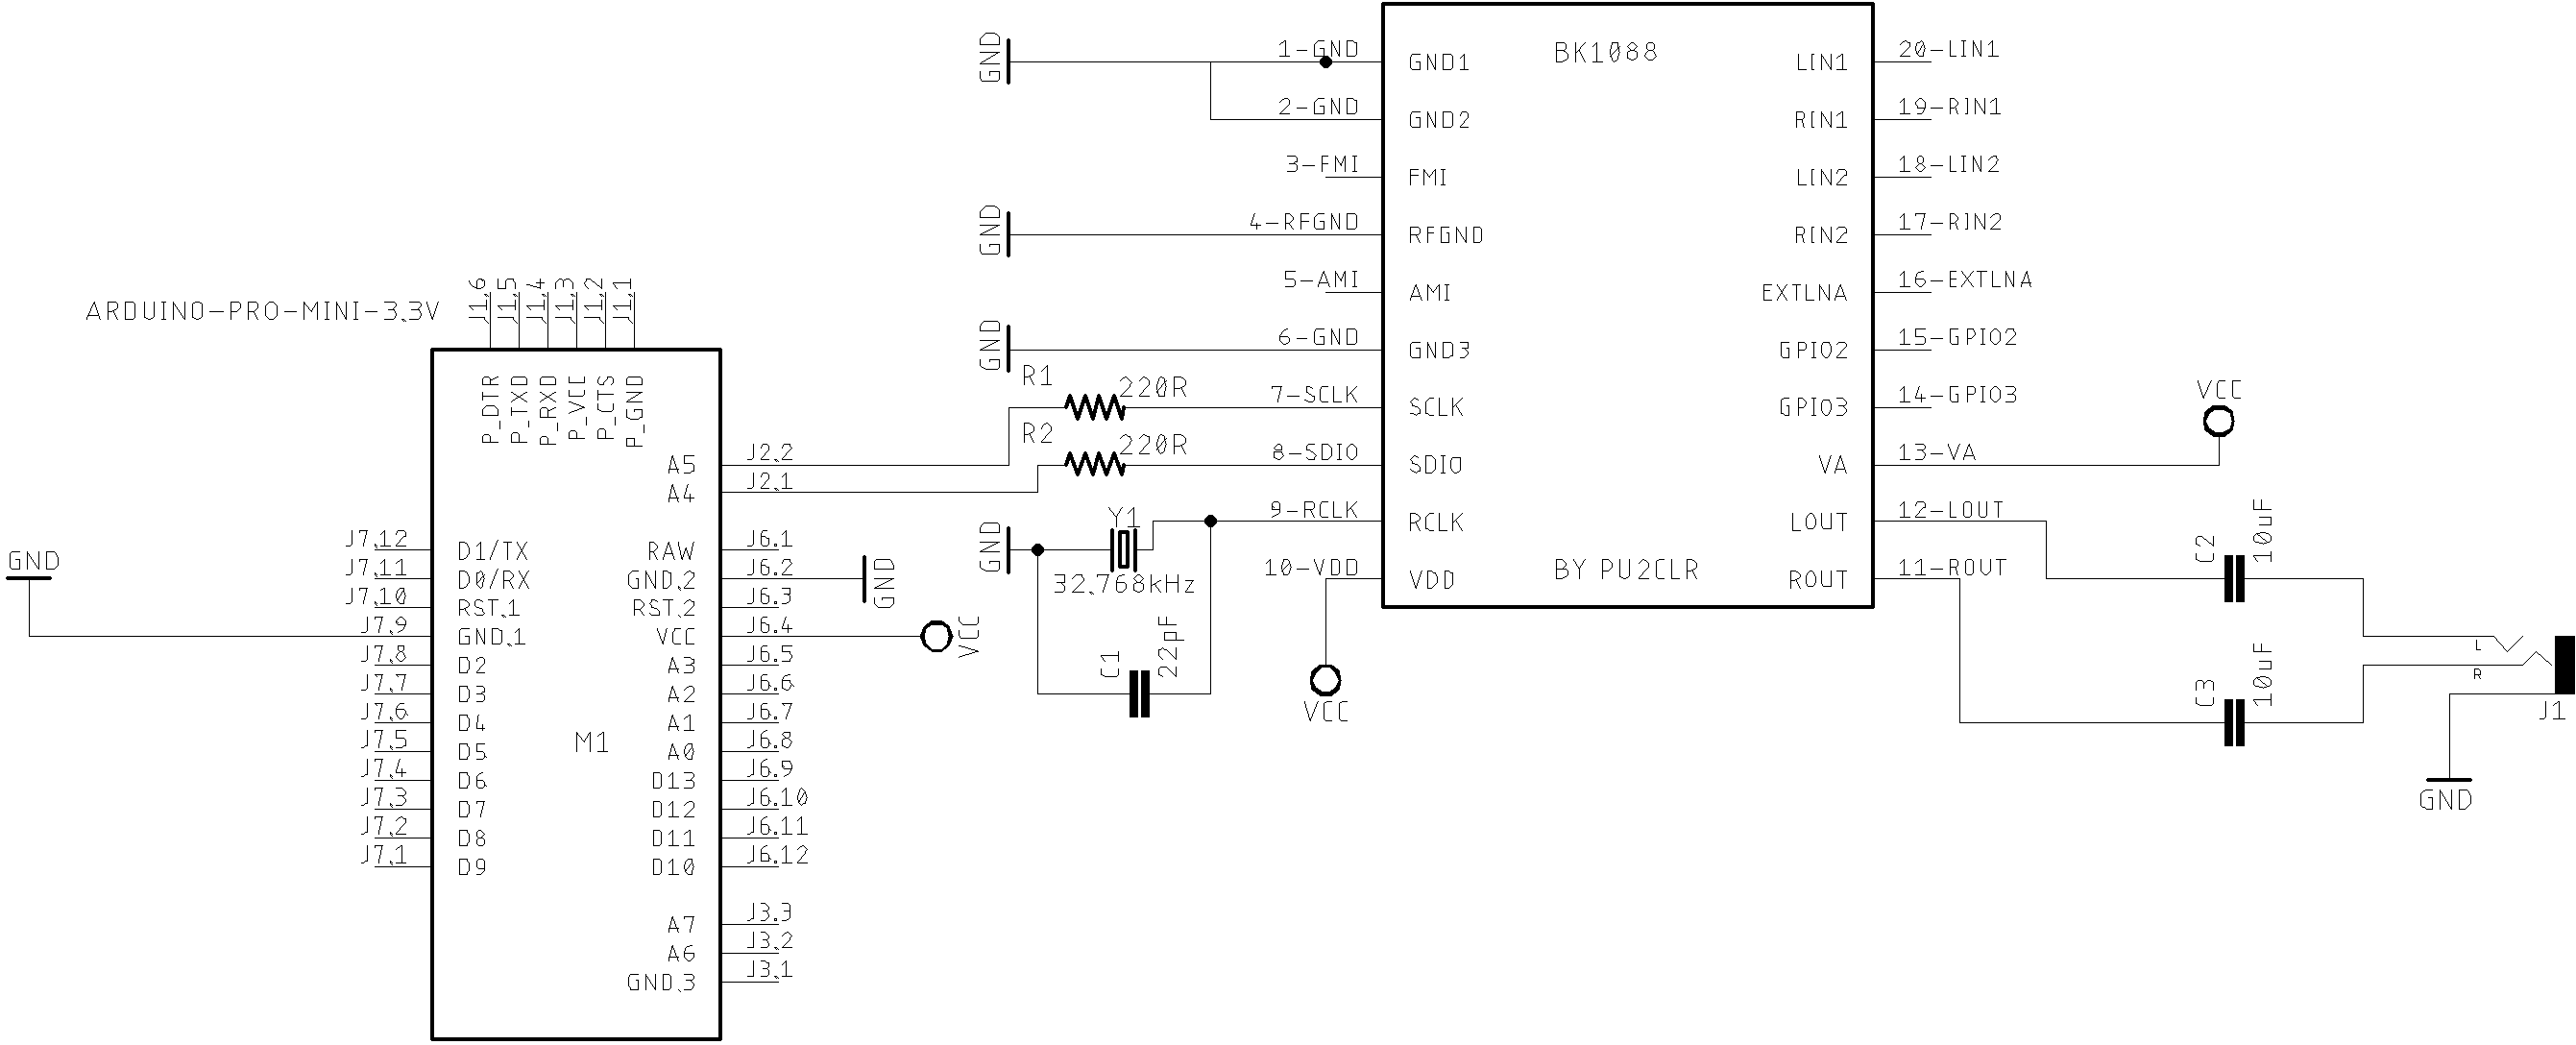 GND
1-GND
GND1
BK1088
LIN1
20-LIN1
2-GND
GND2
RIN1
19-RIN1
3-FMI
FMI
LIN2
18-LIN2
GND
4-RFGND
RFGND
RIN2
17-RIN2
5-AMI
AMI
EXTLNA
16-EXTLNA
GND
6-GND
GND3
GPIO2
15-GPIO2
R1
220R
7-SCLK
SCLK
GPIO3
14-GPIO3
VCC
R2
220R
8-SDIO
SDIO
VA
13-VA
GND
Y1
32.768kHz
9-RCLK
RCLK
LOUT
12-LOUT
10-VDD
VDD
BY PU2CLR
ROUT
11-ROUT
C1
22pF
VCC
C2
10uF
C3
10uF
L
R
J1
GND
ARDUINO-PRO-MINI-3.3V
J1.6
J1.5
J1.4
J1.3
J1.2
J1.1
P_DTR
P_TXD
P_RXD
P_VCC
P_CTS
P_GND
A5
J2.2
A4
J2.1
GND
J7.12
D1/TX
RAW
J6.1
J7.11
D0/RX
GND.2
J6.2
GND
J7.10
RST.1
RST.2
J6.3
J7.9
GND.1
VCC
J6.4
VCC
J7.8
D2
A3
J6.5
J7.7
D3
A2
J6.6
J7.6
D4
A1
J6.7
J7.5
D5
M1
A0
J6.8
J7.4
D6
D13
J6.9
J7.3
D7
D12
J6.10
J7.2
D8
D11
J6.11
J7.1
D9
D10
J6.12
A7
J3.3
A6
J3.2
GND.3
J3.1